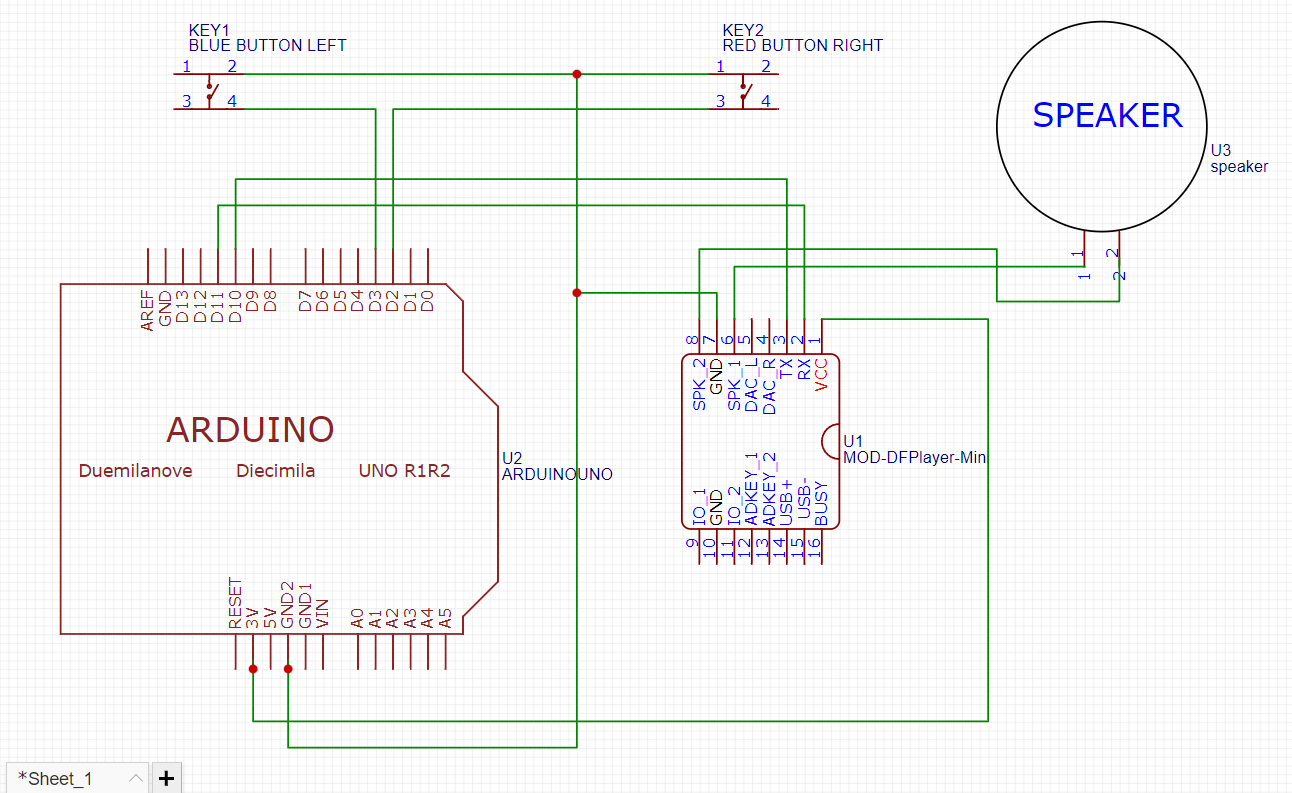 KEY1
BLUE BUTTON LEFT
1 2
3 4
KEY2
RED BUTTON RIGHT
1 2
3 4
SPEAKER
U3
speaker
1 2
1 2
AREF GND D13 D12 D11 D10 D9 D8 D7 D6 D5 D4 D3 D2 D1 D0
ARDUINO
Duemilanove Diecimila UNO R1R2
U2
ARDUINOUNO
RESET 3V 5V GND2 GND1 VIN A0 A1 A2 A3 A4 A5
8 7 6 5 4 3 2 1
SPK_2 GND SPK_1 DAC_L DAC_R TX RX VCC
U1
MOD-DFPlayer-Min
IO_1 GND IO_2 ADKEY_1 ADKEY_2 USB+ USB- BUSY
9 10 11 12 13 14 15 16
*Sheet_1